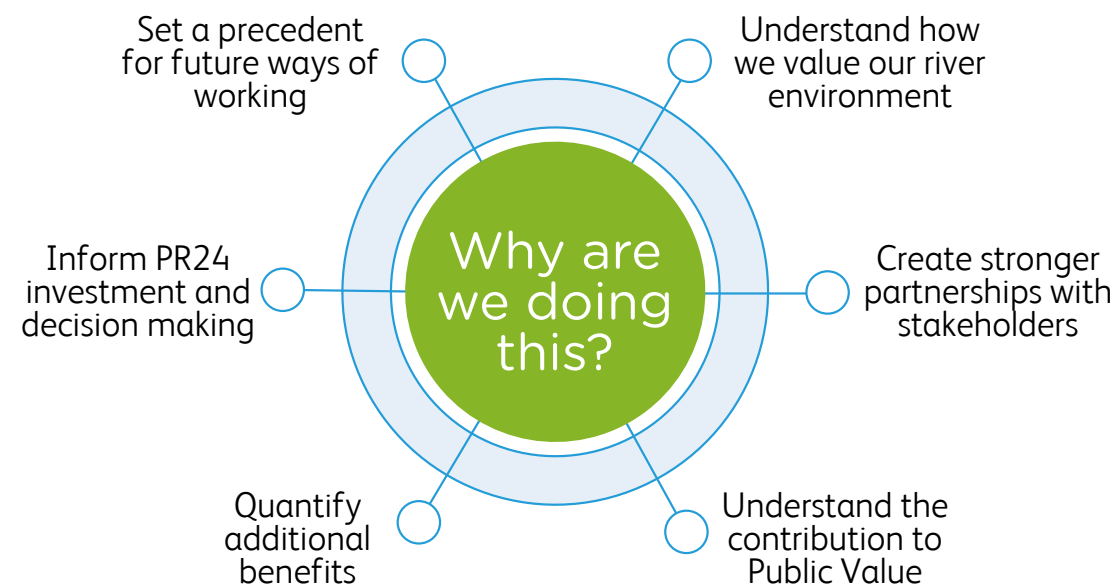 Set a precedent
for future ways of
working
Understand how
we value our river
environment
Inform PR24
investment and
decision making
Why are
we doing
this?
Create stronger
partnerships with
stakeholders
Quantify
additional
benefits
Understand the
contribution to
Public Value